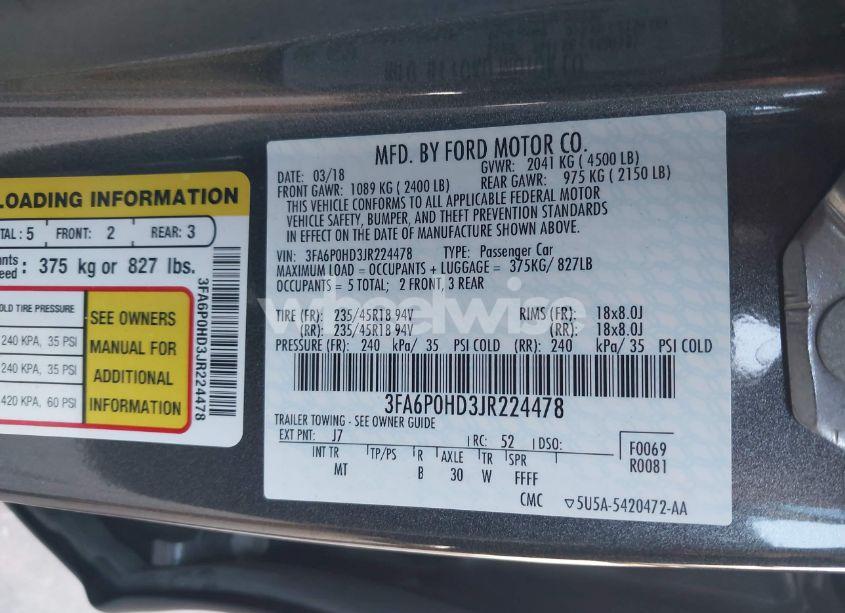 LOADING INFORMATION
TAL : 5 FRONT: 2 REAR: 3
375 kg or 827 lbs.
OLD TIRE PRESSURE
240 KPA, 35 PSI
240 KPA, 35 PSI
420 KPA, 60 PSI
SEE OWNERS
MANUAL FOR
ADDITIONAL
INFORMATION
3FA6P0HD3JR224478
MFD. BY FORD MOTOR CO.
DATE: 03/18 GVWR: 2041 KG ( 4500 LB)
FRONT GAWR: 1089 KG ( 2400 LB) REAR GAWR: 975 KG ( 2150 LB)
THIS VEHICLE CONFORMS TO ALL APPLICABLE FEDERAL MOTOR
VEHICLE SAFETY, BUMPER, AND THEFT PREVENTION STANDARDS
IN EFFECT ON THE DATE OF MANUFACTURE SHOWN ABOVE.
VIN: 3FA6P0HD3JR224478 TYPE: Passenger Car
MAXIMUM LOAD = OCCUPANTS + LUGGAGE = 375KG/ 827LB
OCCUPANTS = 5 TOTAL; 2 FRONT, 3 REAR
wheelwise
TIRE (FR): 235/45R18 94V RIMS (FR): 18x8.0J
(RR): 235/45R18 94V (RR): 18x8.0J
PRESSURE (FR): 240 kPa/ 35 PSI COLD (RR): 240 kPa/ 35 PSI COLD
3FA6P0HD3JR224478
TRAILER TOWING - SEE OWNER GUIDE
EXT PNT: J7 RC: 52 DSO:
F0069
R0081
INT TR TP/PS R AXLE TR SPR
MT B 30 W FFFF
CMC ▽5U5A-5420472-AA